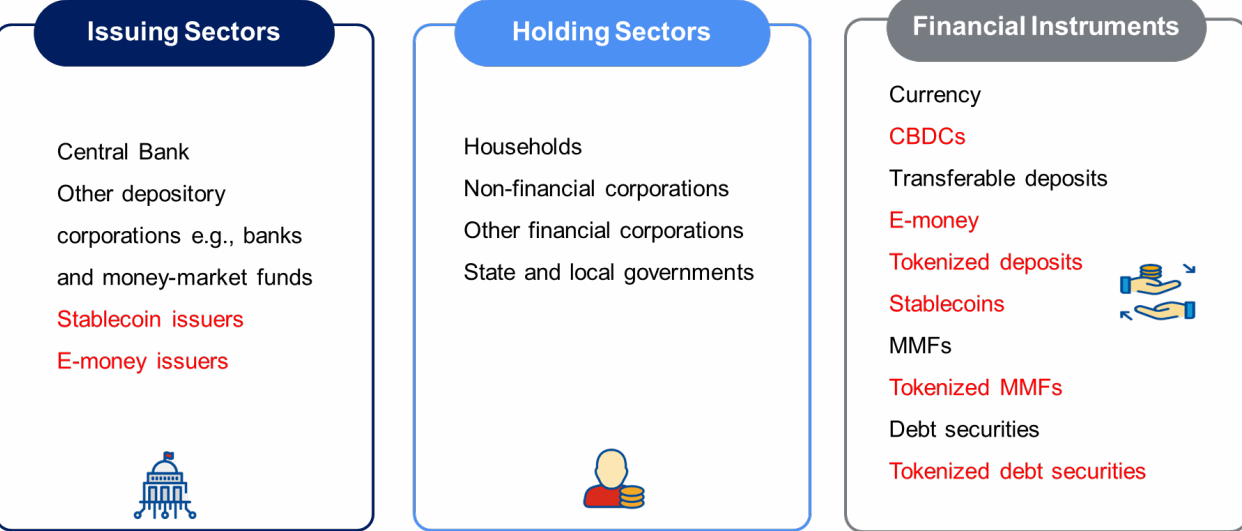 Issuing Sectors
Central Bank
Other depository
corporations e.g., banks
and money-market funds
Stablecoin issuers
E-money issuers
Holding Sectors
Households
Non-financial corporations
Other financial corporations
State and local governments
Financial Instruments
Currency
CBDCs
Transferable deposits
E-money
Tokenized deposits
Stablecoins
MMFs
Tokenized MMFs
Debt securities
Tokenized debt securities